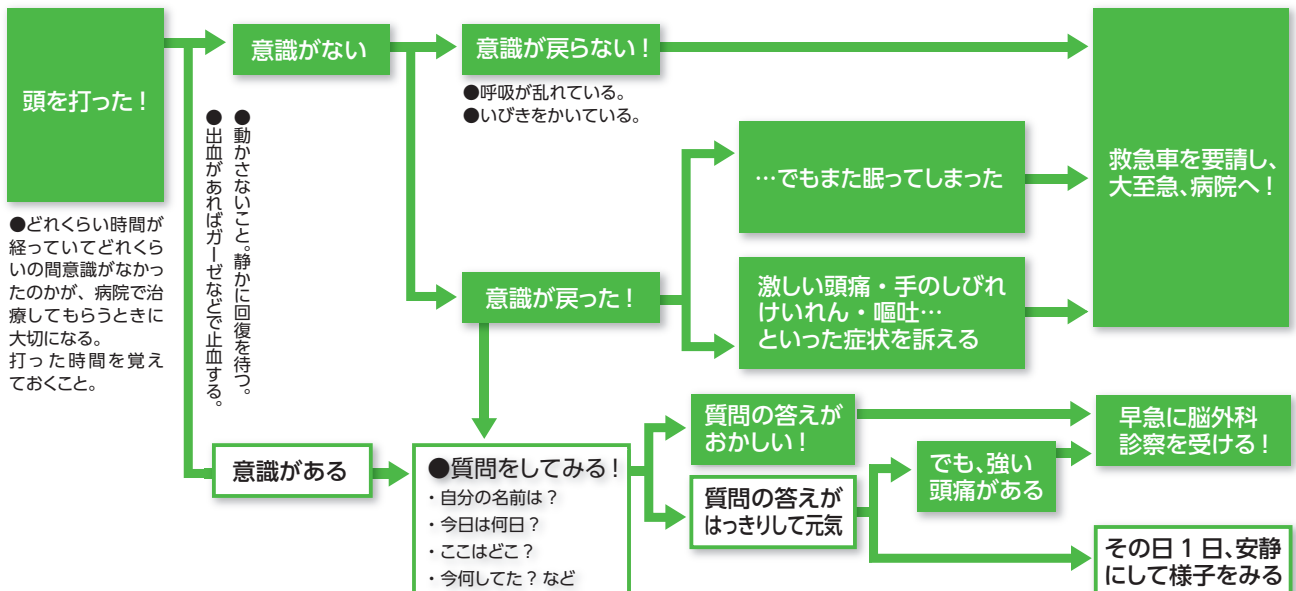 頭を打った!
●どれくらい時間が
経っていてどれくら
いの間意識がなかっ
たのかが、病院で治
療してもらうときに
大切になる。
打った時間を覚え
ておくこと。
意識がない
●動かさないこと。静かに回復を待つ。
●出血があればガーゼなどで止血する。
意識が戻らない!
●呼吸が乱れている。
●いびきをかいている。
意識が戻った!
…でもまた眠ってしまった
激しい頭痛・手のしびれ
けいれん・嘔吐…
といった症状を訴える
救急車を要請し、
大至急、病院へ!
意識がある
●質問をしてみる!
・自分の名前は?
・今日は何日?
・ここはどこ?
・今何してた?など
質問の答えが
おかしい!
質問の答えが
はっきりして元気
でも、強い
頭痛がある
早急に脳外科
診察を受ける!
その日1日、安静
にして様子をみる